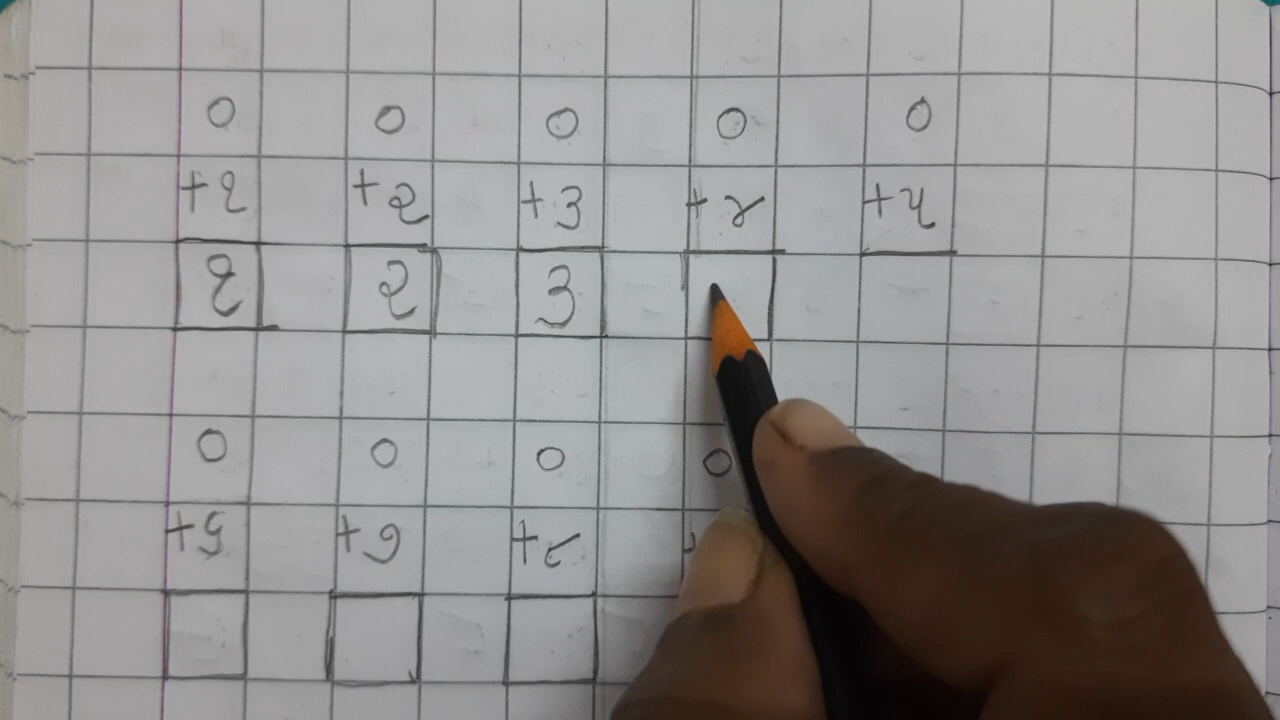 ૦ ૦ ૦ ૦ ૦
+૧ +૨ +૩ +૪ +૫
૧ ૨ ૩
૦ ૦ ૦ ૦
+૬ +૭ +૮ +